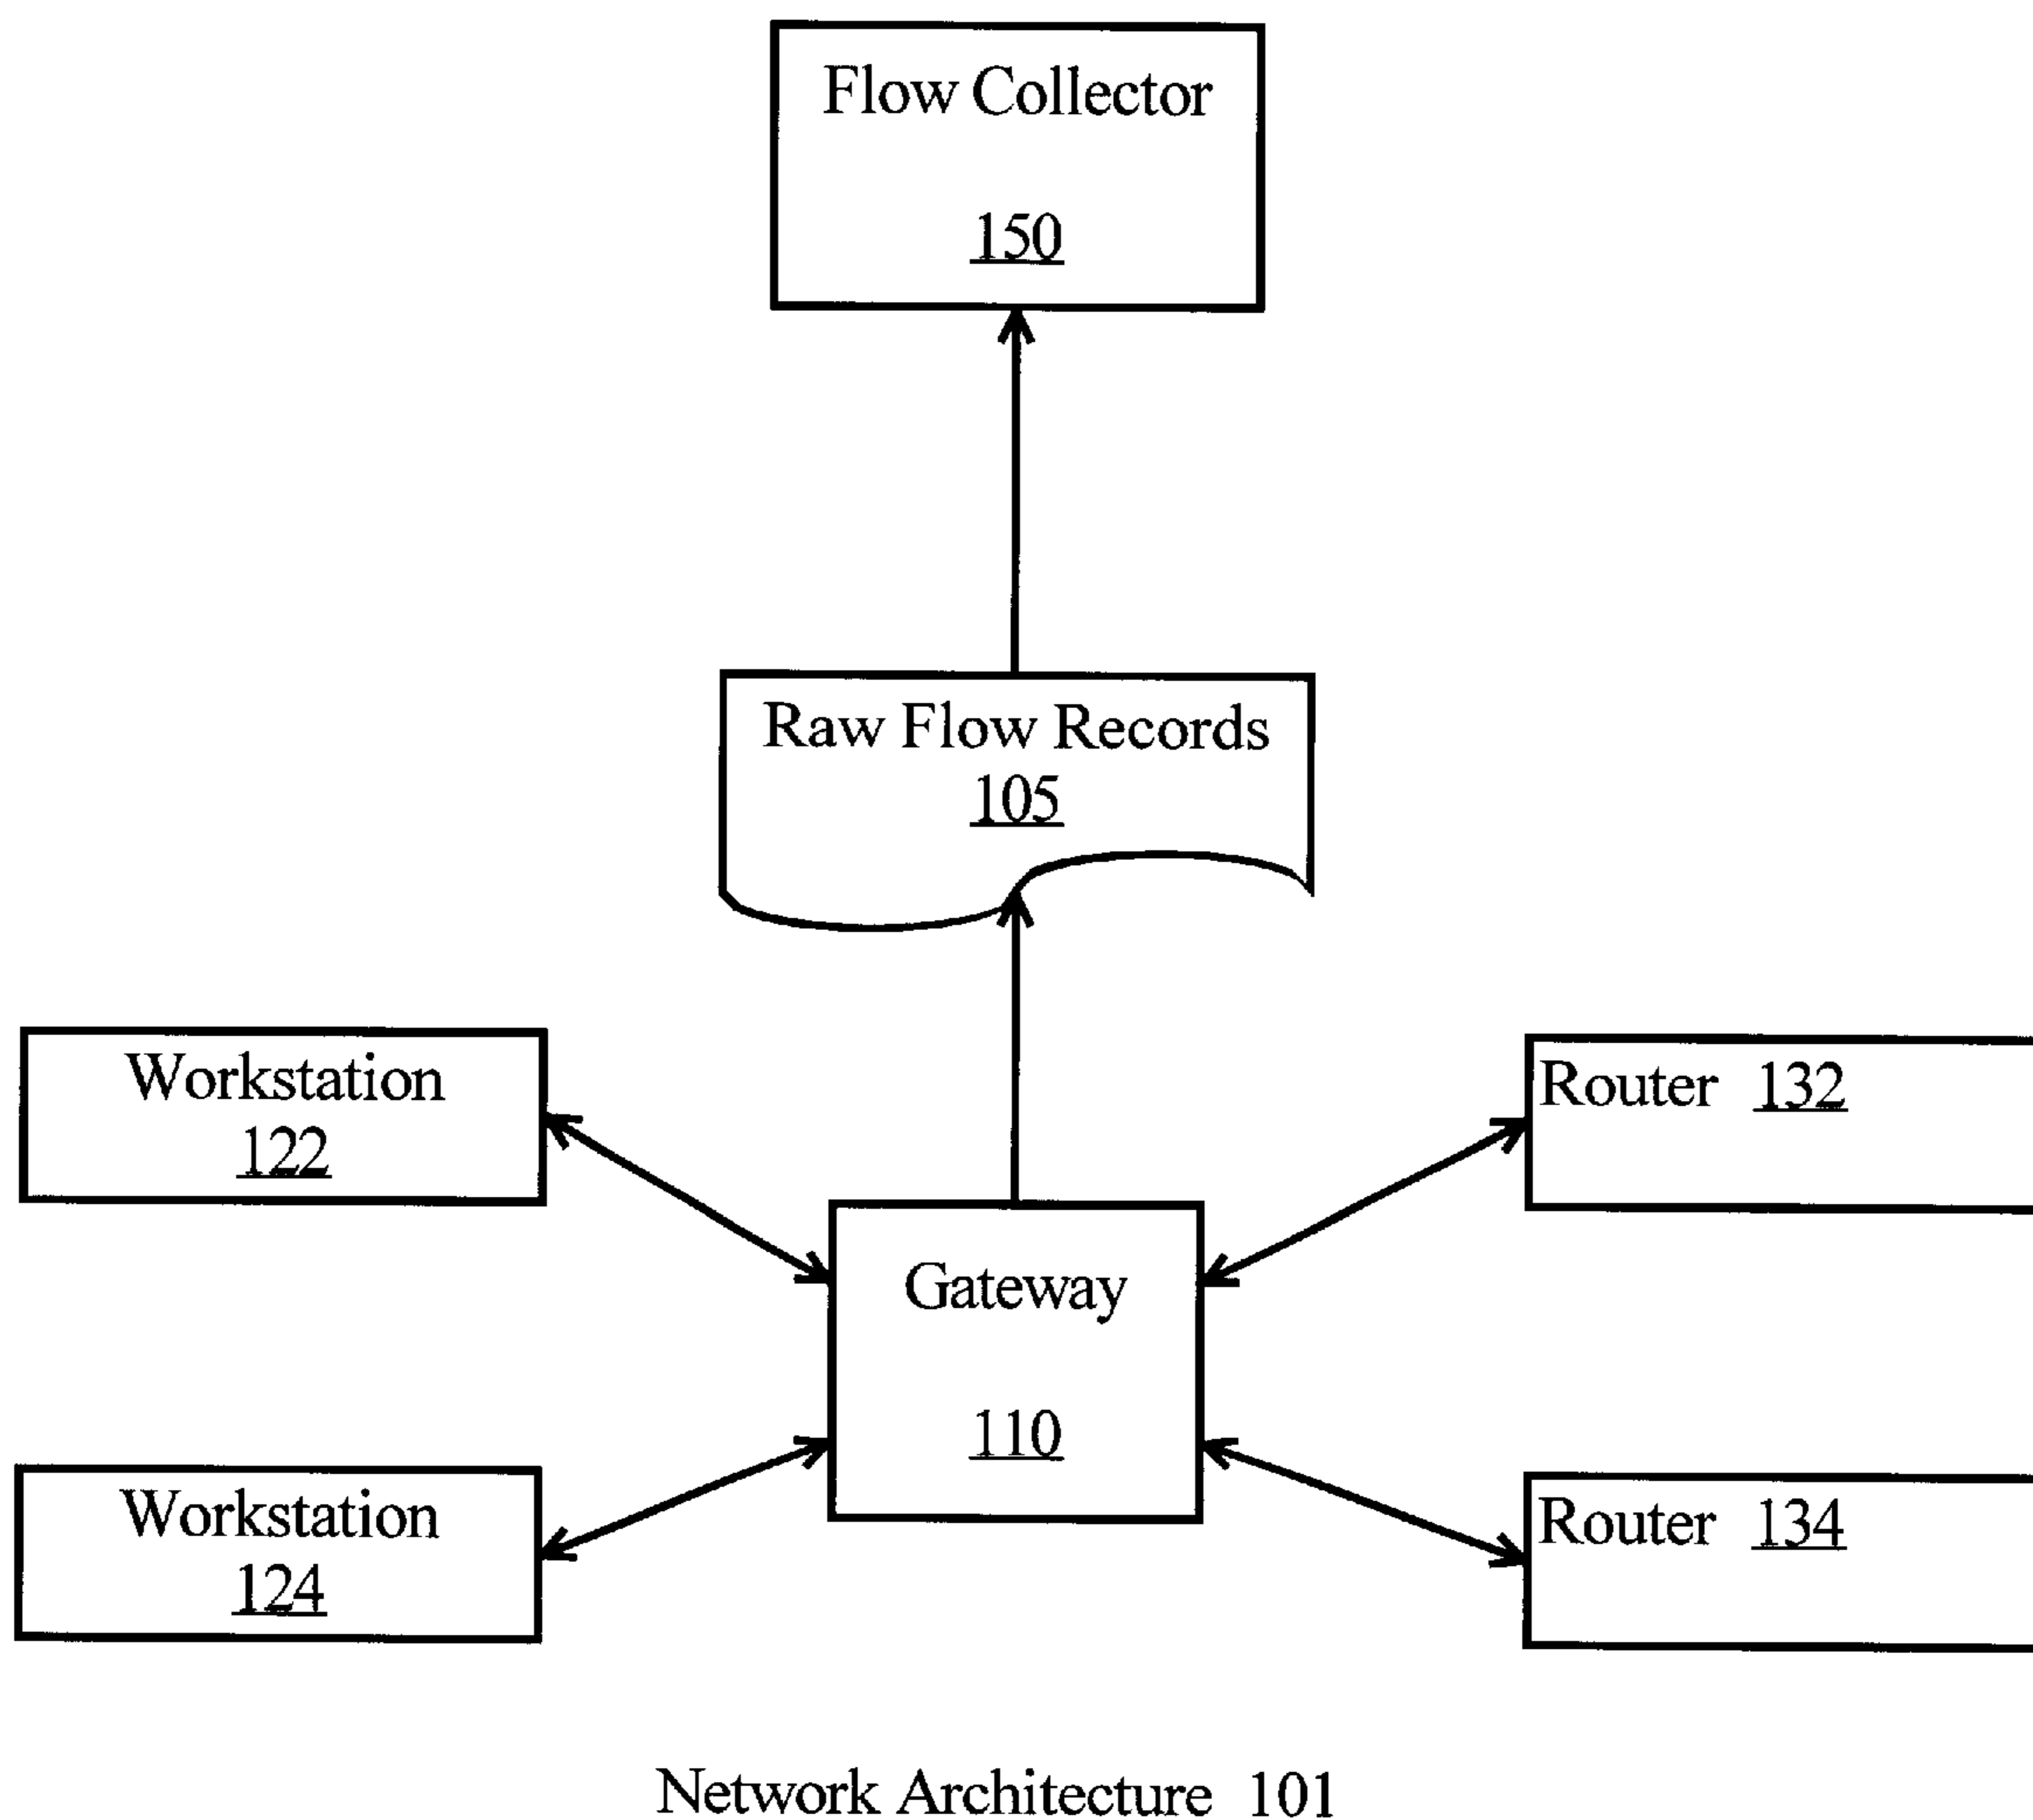 Flow Collector
150
Raw Flow Records
105
Workstation
122
Router 132
Gateway
110
Workstation
124
Router 134
Network Architecture 101